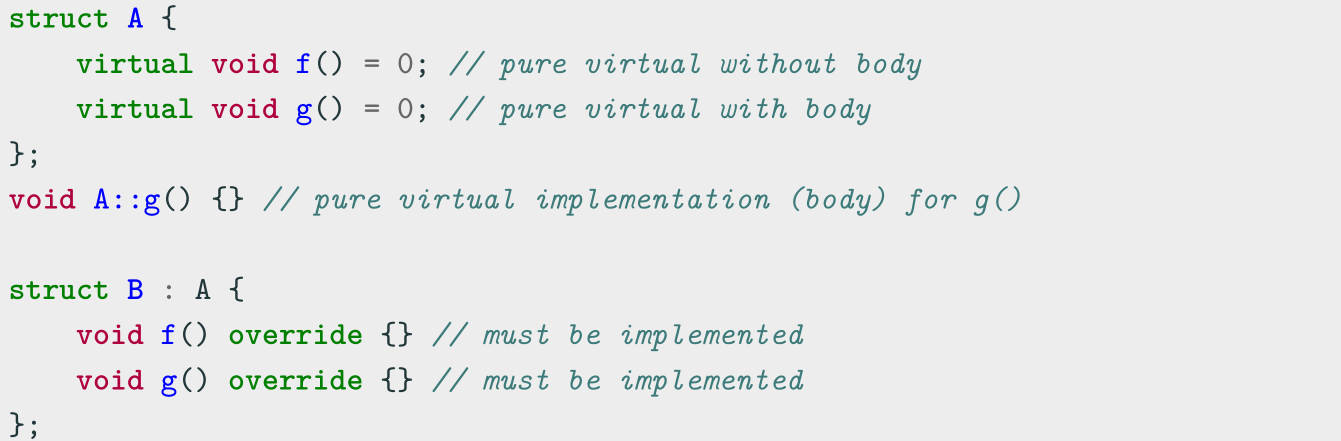 struct A {
    virtual void f() = 0; // pure virtual without body
    virtual void g() = 0; // pure virtual with body
};
void A::g() {} // pure virtual implementation (body) for g()

struct B : A {
    void f() override {} // must be implemented
    void g() override {} // must be implemented
};